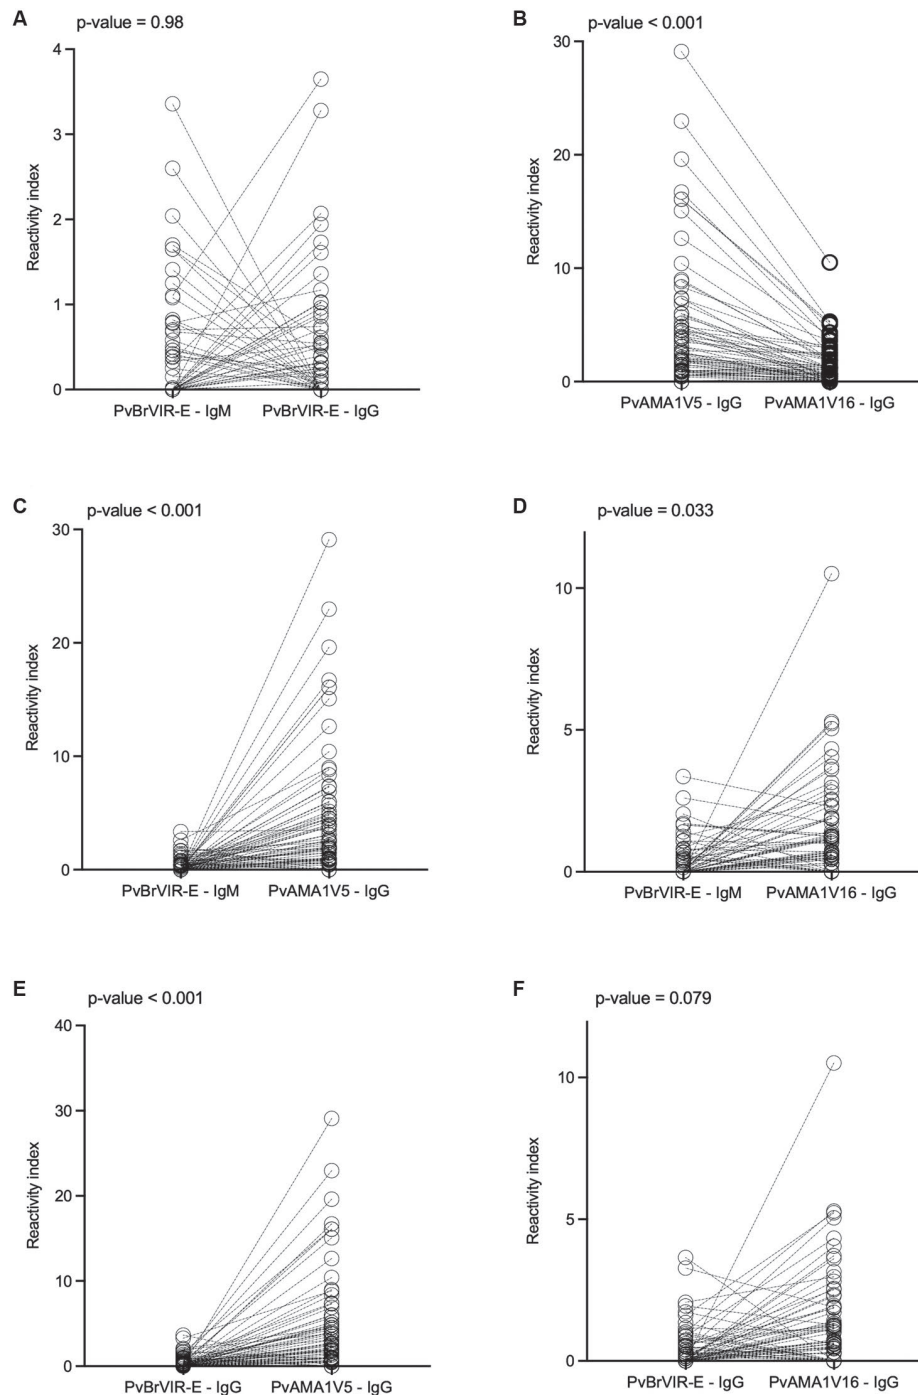 A
p-value = 0.98
Reactivity index
4
3
2
1
0
PvBrVIR-E - IgM
PvBrVIR-E - IgG
B
p-value < 0.001
Reactivity index
30
20
10
0
PvAMA1V5 - IgG
PvAMA1V16 - IgG
C
p-value < 0.001
Reactivity index
30
20
10
0
PvBrVIR-E - IgM
PvAMA1V5 - IgG
D
p-value = 0.033
Reactivity index
10
5
0
PvBrVIR-E - IgM
PvAMA1V16 - IgG
E
p-value < 0.001
Reactivity index
40
30
20
10
0
PvBrVIR-E - IgG
PvAMA1V5 - IgG
F
p-value = 0.079
Reactivity index
10
5
0
PvBrVIR-E - IgG
PvAMA1V16 - IgG